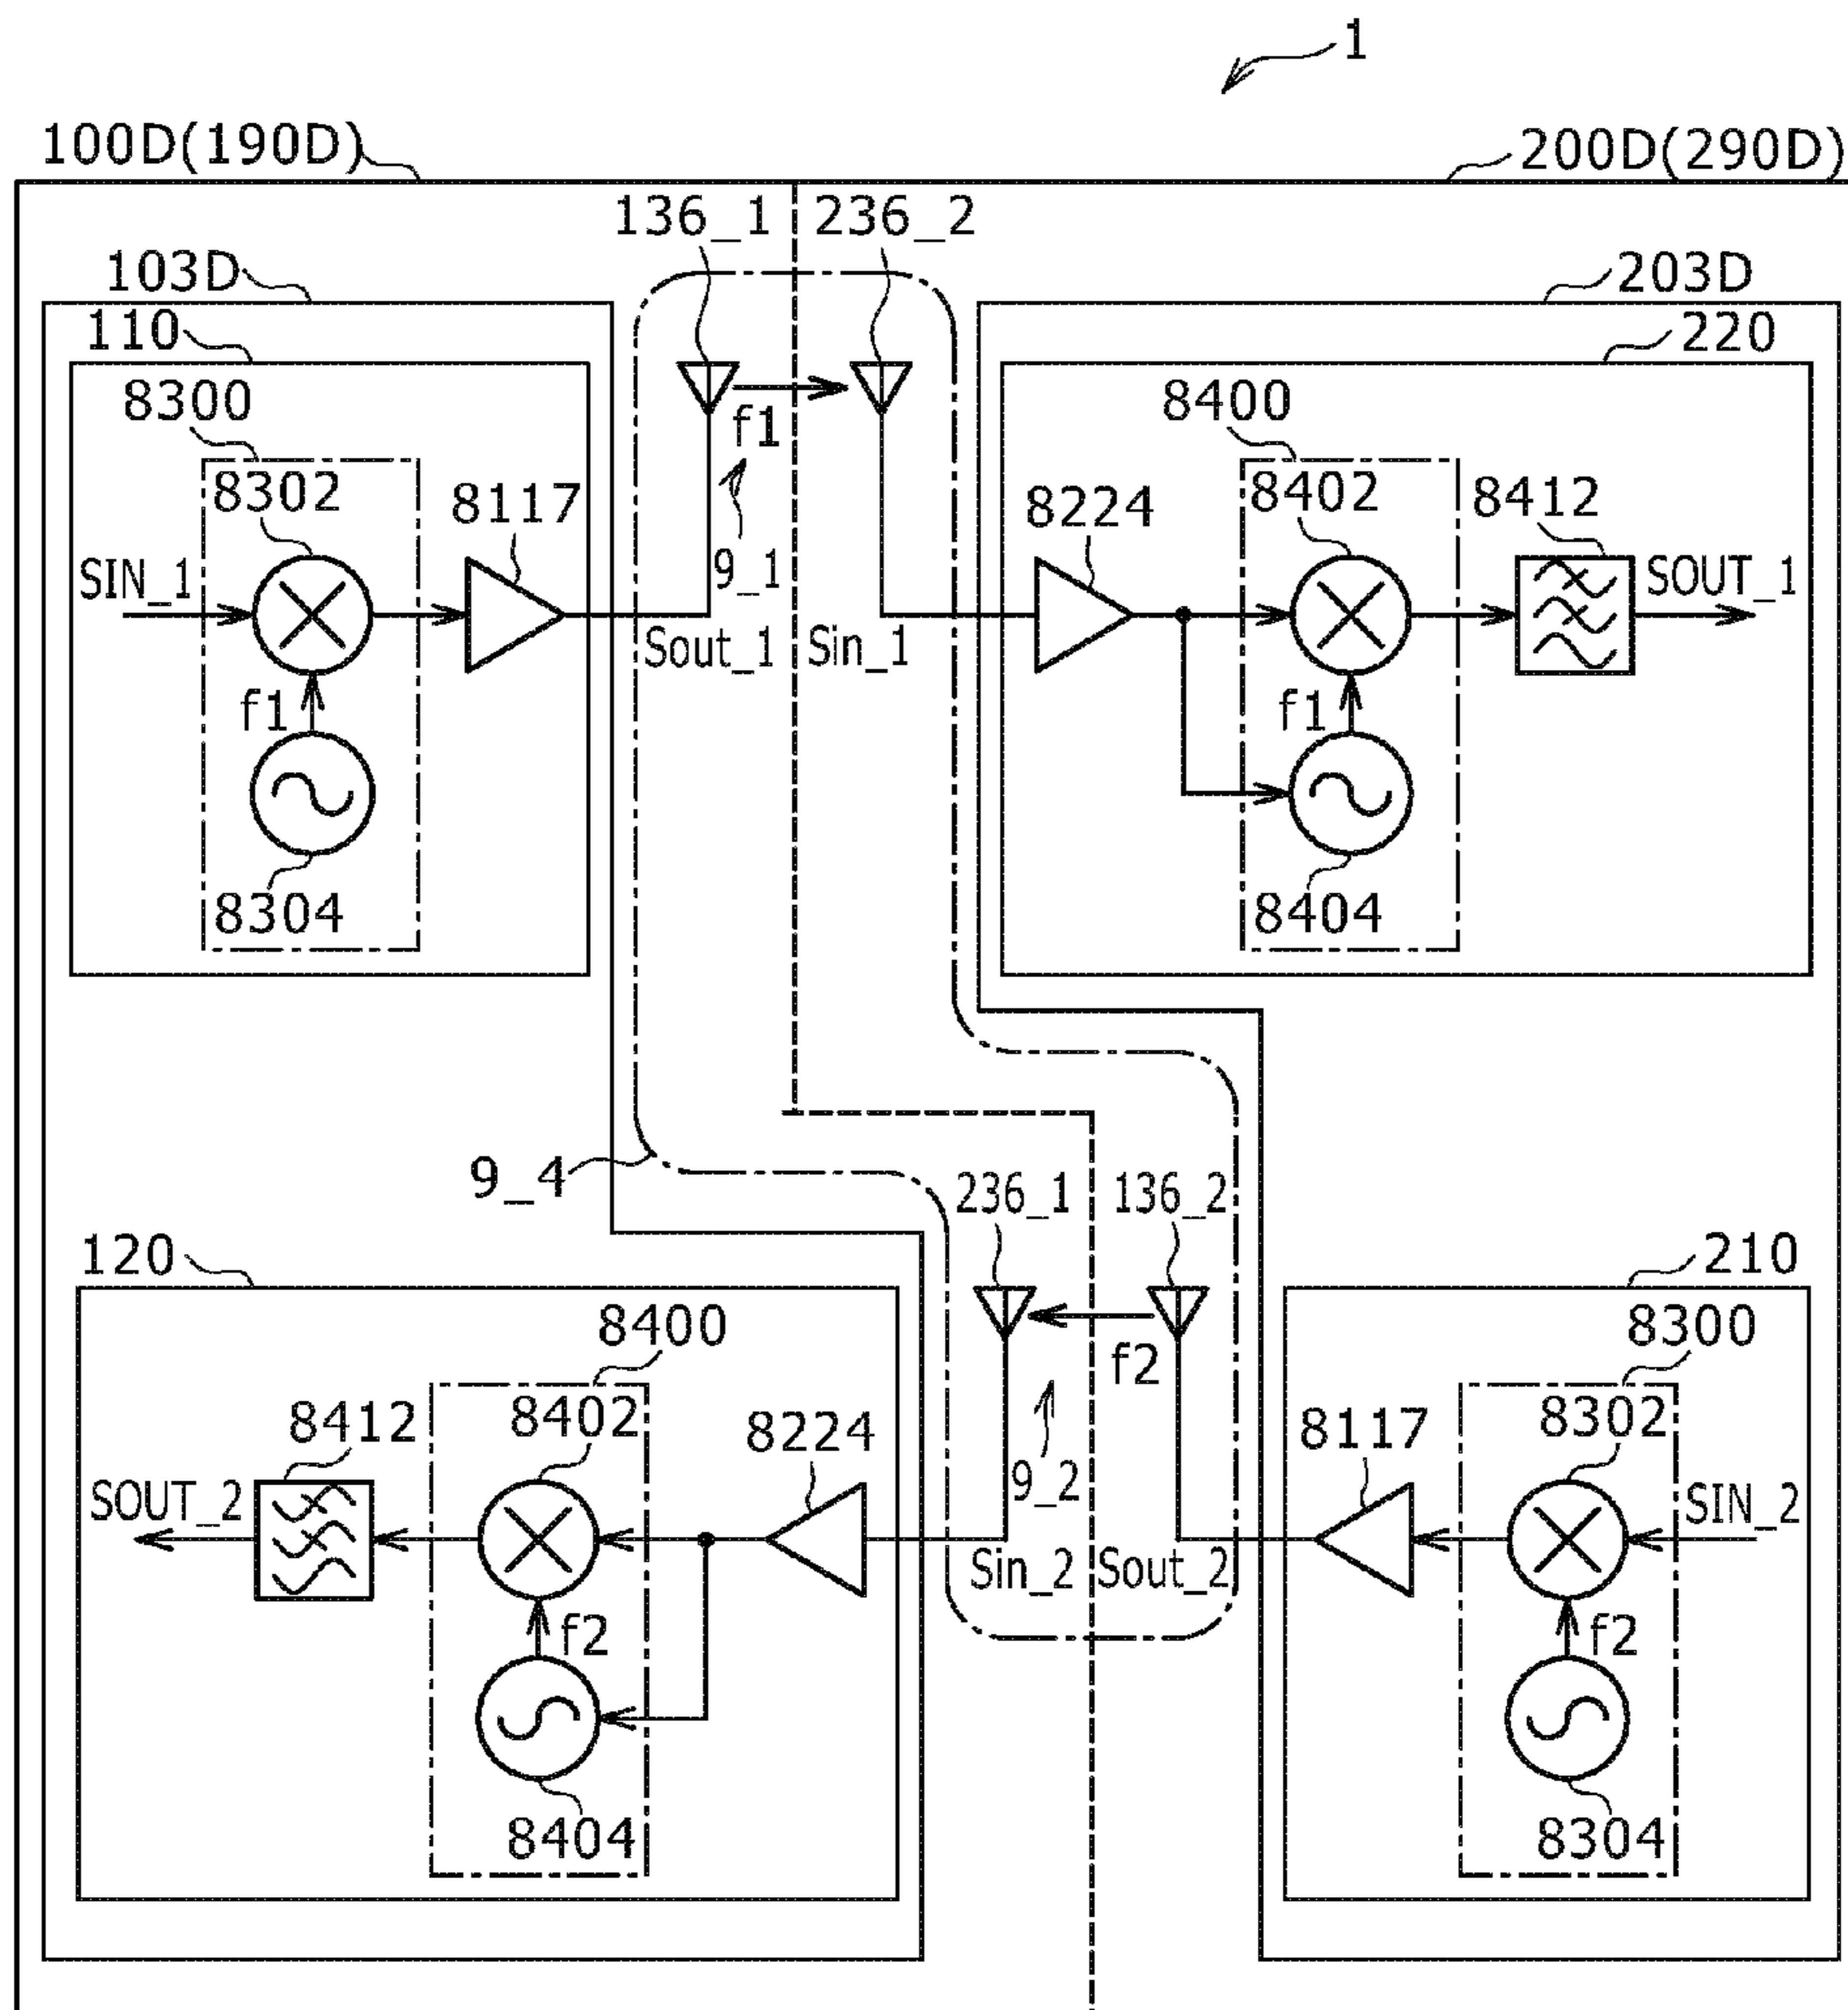 1
100D(190D)
200D(290D)
136_1
236_2
103D
203D
110
220
8300
8400
f1
8302
8117
8224
8402
8412
9_1
SIN_1
SOUT_1
Sout_1
Sin_1
f1
f1
8304
8404
9_4
236_1
136_2
120
210
8400
8300
f2
8412
8402
8224
8117
8302
9_2
SOUT_2
SIN_2
Sin_2
Sout_2
f2
f2
8404
8304